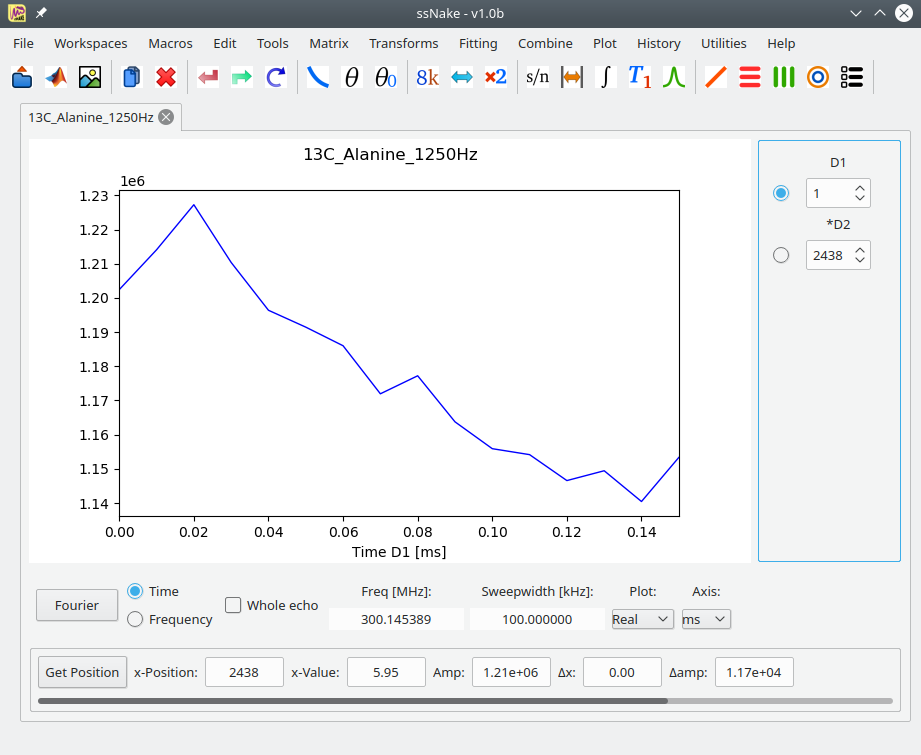 ssNake - v1.0b
File Workspaces Macros Edit Tools Matrix Transforms Fitting Combine Plot History Utilities Help
θ θ0 8k ×2 s/n ∫ T1
13C_Alanine_1250Hz
13C_Alanine_1250Hz
1e6
1.23
1.22
1.21
1.20
1.19
1.18
1.17
1.16
1.15
1.14
0.00 0.02 0.04 0.06 0.08 0.10 0.12 0.14
Time D1 [ms]
D1
1
*D2
2438
Fourier
Time
Frequency
Whole echo
Freq [MHz]: Sweepwidth [kHz]: Plot: Axis:
300.145389 100.000000 Real ms
Get Position x-Position: 2438 x-Value: 5.95 Amp: 1.21e+06 Δx: 0.00 Δamp: 1.17e+04